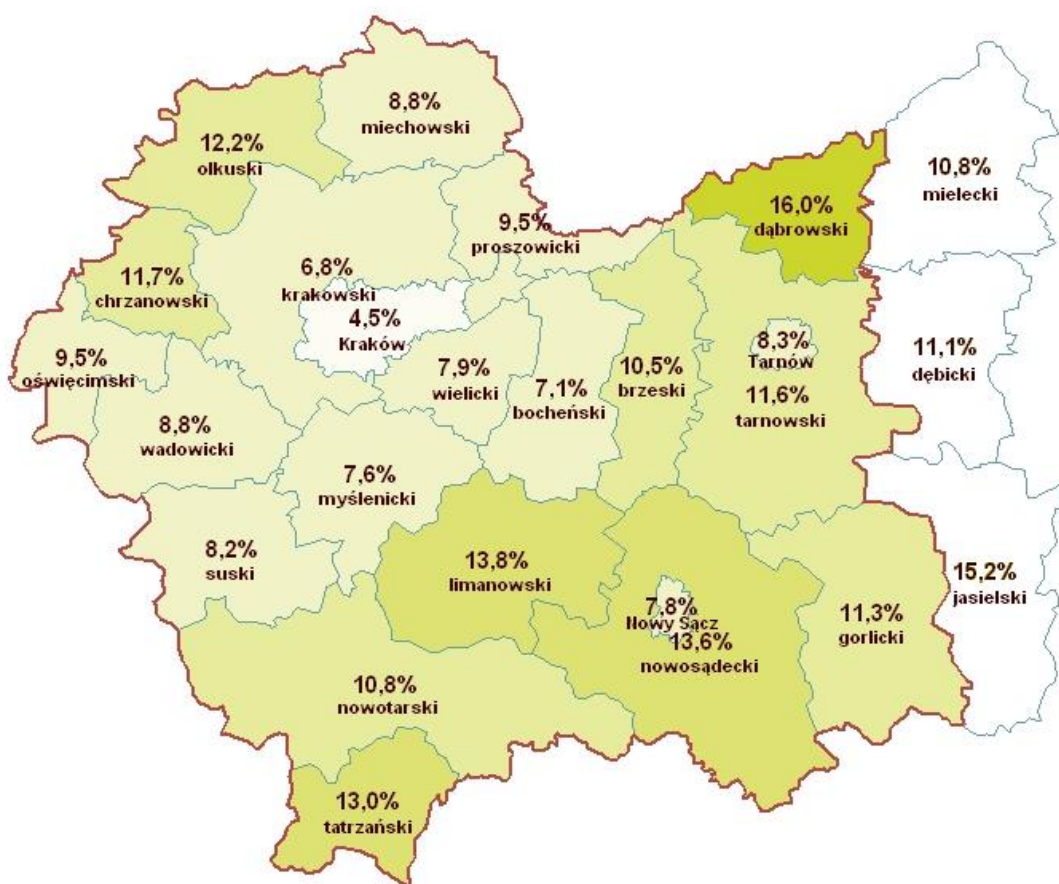 8,8%
miechowski
12,2%
olkuski
10,8%
mielecki
16,0%
dąbrowski
9,5%
proszowicki
11,7%
chrzanowski
6,8%
krakowski
4,5%
Kraków
8,3%
Tarnów
11,1%
dębicki
9,5%
oświęcimski
7,9%
wielicki
7,1%
bocheński
10,5%
brzeski
11,6%
tarnowski
8,8%
wadowicki
7,6%
myślenicki
8,2%
suski
13,8%
limanowski
15,2%
jasielski
7,8%
Nowy Sącz
13,6%
nowosądecki
11,3%
gorlicki
10,8%
nowotarski
13,0%
tatrzański